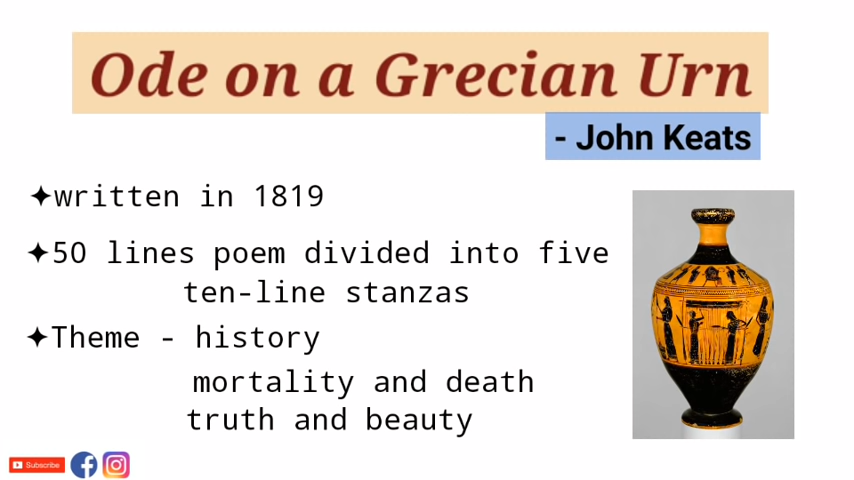 Ode on a Grecian Urn
- John Keats
✦written in 1819
✦50 lines poem divided into five
ten-line stanzas
✦Theme - history
mortality and death
truth and beauty
Subscribe